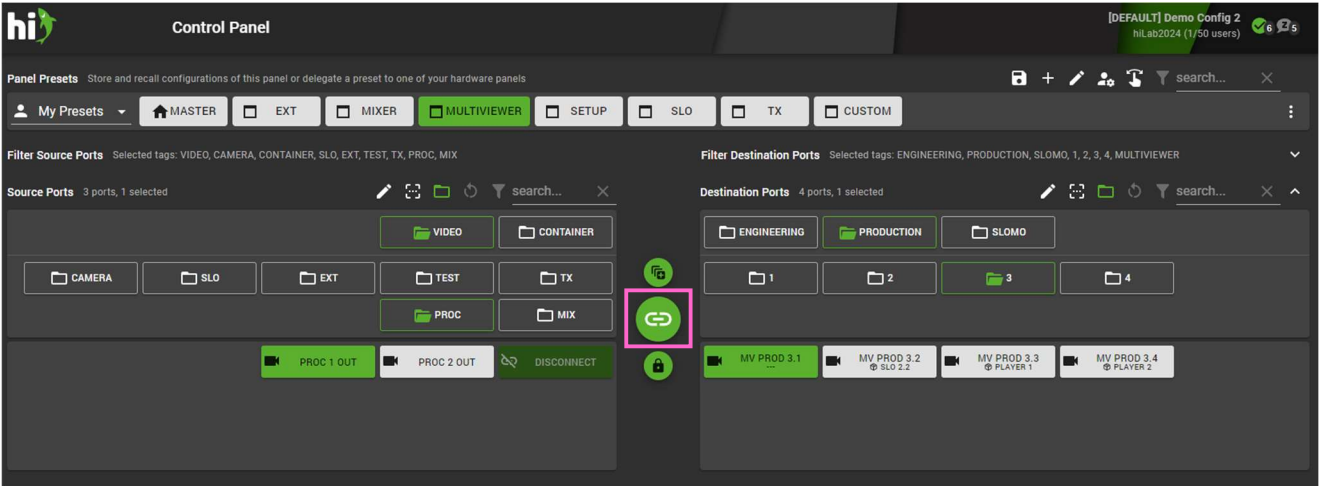 hi
Control Panel
[DEFAULT] Demo Config 2
hiLab2024 (1/50 users)
6 5
Panel Presets Store and recall configurations of this panel or delegate a preset to one of your hardware panels
search...
My Presets MASTER EXT MIXER MULTIVIEWER SETUP SLO TX CUSTOM
Filter Source Ports Selected tags: VIDEO, CAMERA, CONTAINER, SLO, EXT, TEST, TX, PROC, MIX
Source Ports 3 ports, 1 selected
search...
VIDEO CONTAINER
CAMERA SLO EXT TEST TX
PROC MIX
PROC 1 OUT PROC 2 OUT DISCONNECT
Filter Destination Ports Selected tags: ENGINEERING, PRODUCTION, SLOMO, 1, 2, 3, 4, MULTIVIEWER
Destination Ports 4 ports, 1 selected
search...
ENGINEERING PRODUCTION SLOMO
1 2 3 4
MV PROD 3.1 MV PROD 3.2 MV PROD 3.3 MV PROD 3.4
--- SLO 2.2 PLAYER 1 PLAYER 2